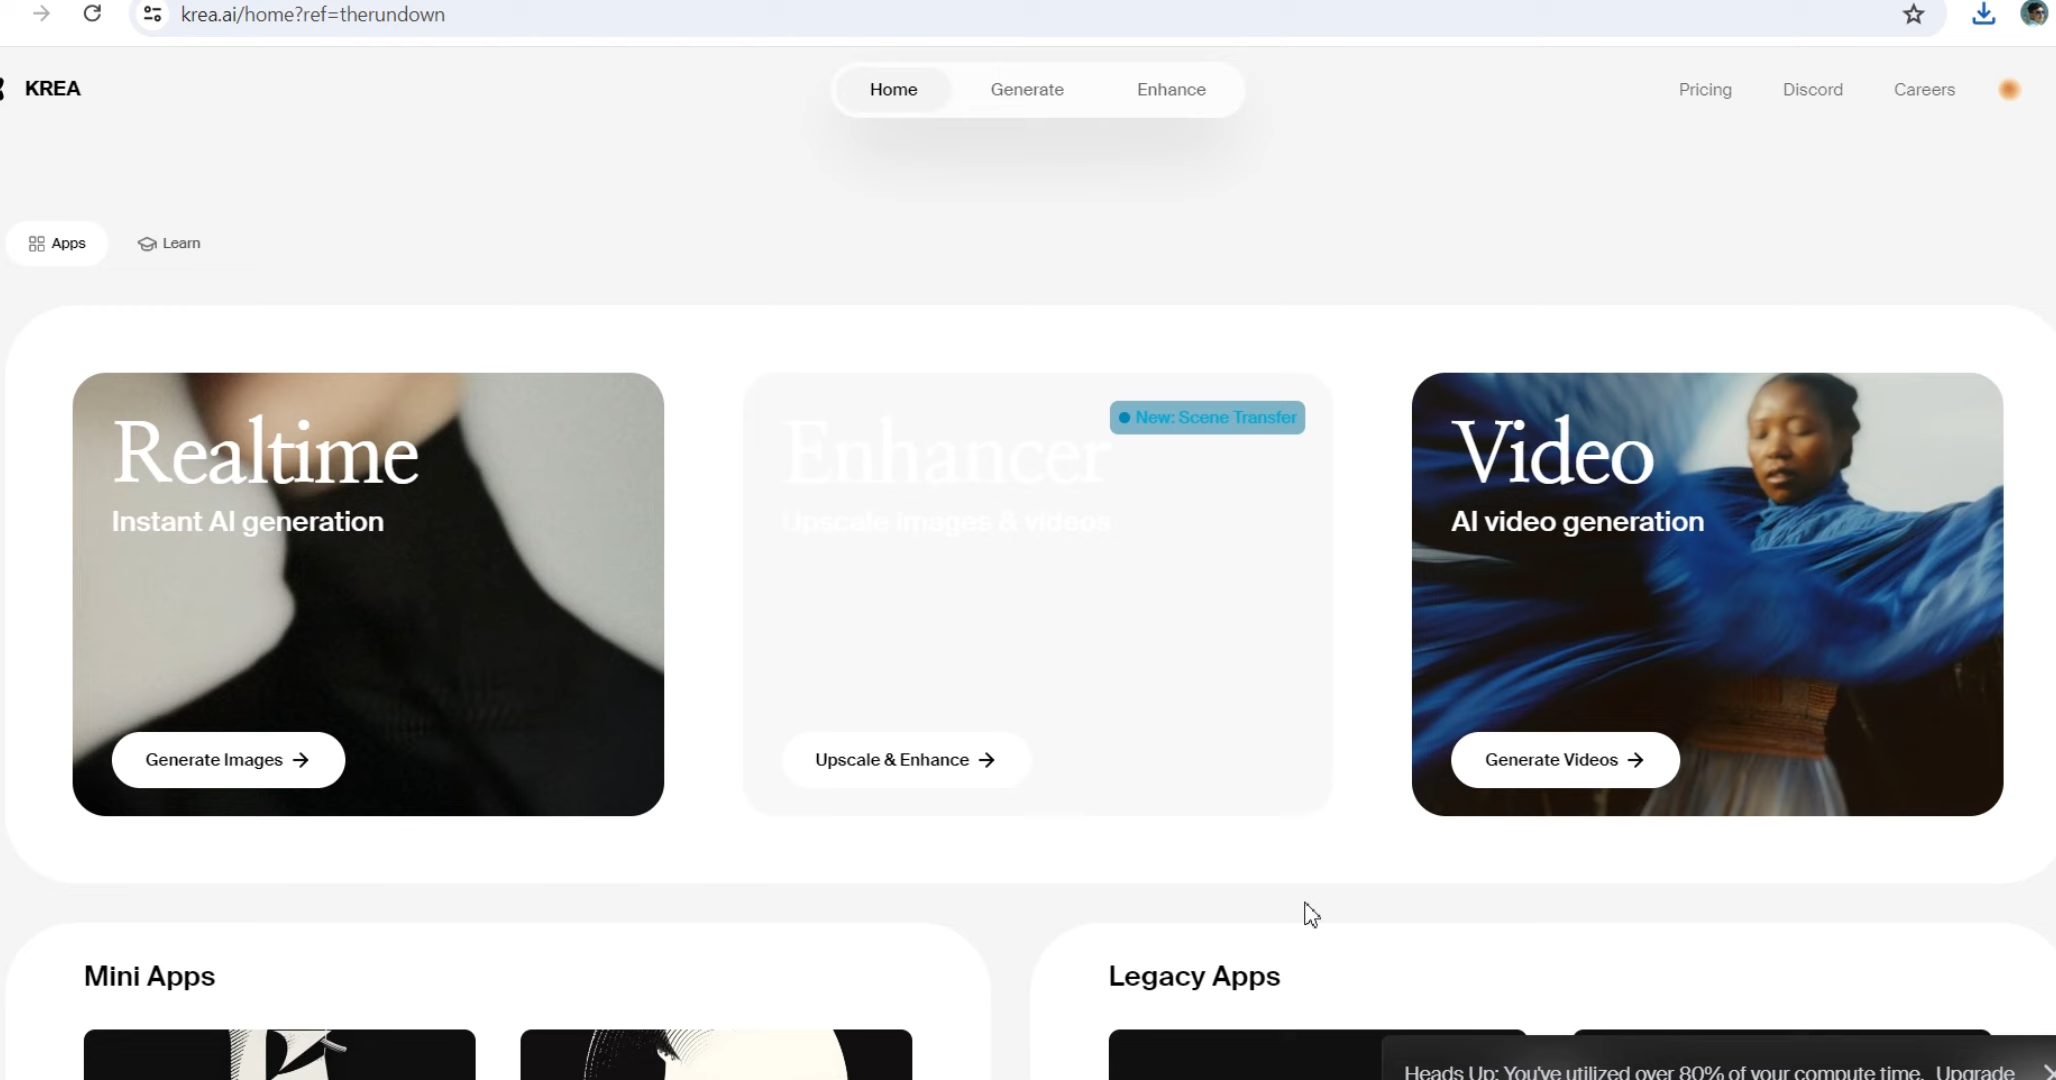 krea.ai/home?ref=therundown
KREA
Home
Generate
Enhance
Pricing
Discord
Careers
Apps
Learn
Realtime
Instant AI generation
Generate Images →
New: Scene Transfer
Enhancer
Upscale images & videos
Upscale & Enhance →
Video
AI video generation
Generate Videos →
Mini Apps
Legacy Apps
Heads Up: You've utilized over 80% of your compute time. Upgrade